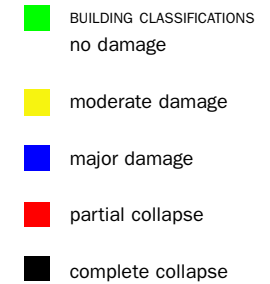 BUILDING CLASSIFICATIONS
no damage
moderate damage
major damage
partial collapse
complete collapse